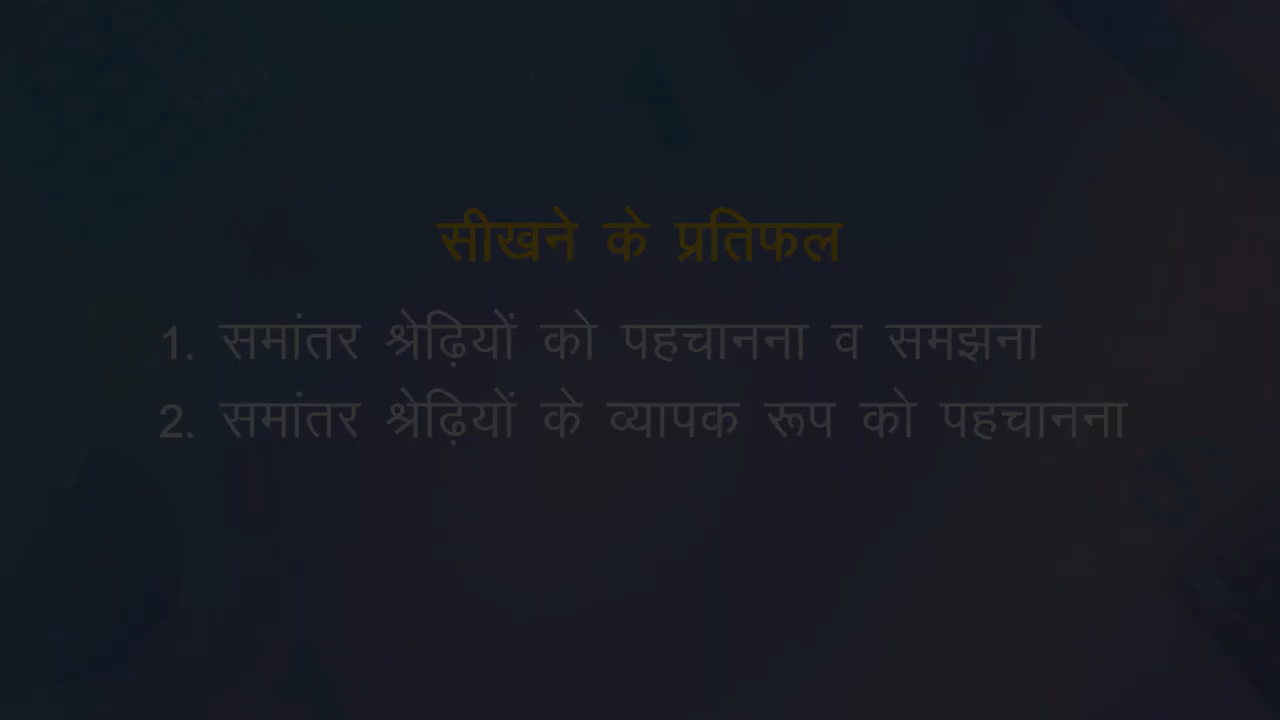 सीखने के प्रतिफल
1. समांतर श्रेढ़ियों को पहचानना व समझना
2. समांतर श्रेढ़ियों के व्यापक रूप को पहचानना